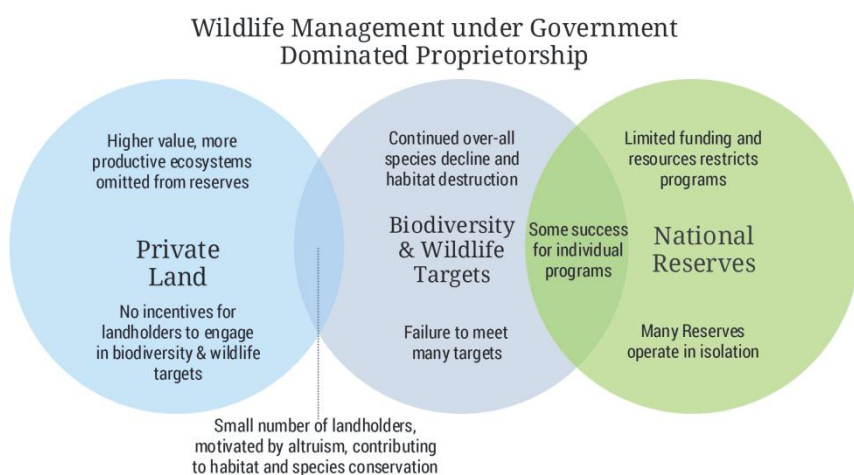 Wildlife Management under Government
Dominated Proprietorship
Higher value, more
productive ecosystems
omitted from reserves
Private
Land
No incentives for
landholders to engage
in biodiversity & wildlife
targets
Small number of landholders,
motivated by altruism, contributing
to habitat and species conservation
Continued over-all
species decline and
habitat destruction
Biodiversity
& Wildlife
Targets
Failure to meet
many targets
Some success
for individual
programs
Limited funding and
resources restricts
programs
National
Reserves
Many Reserves
operate in isolation